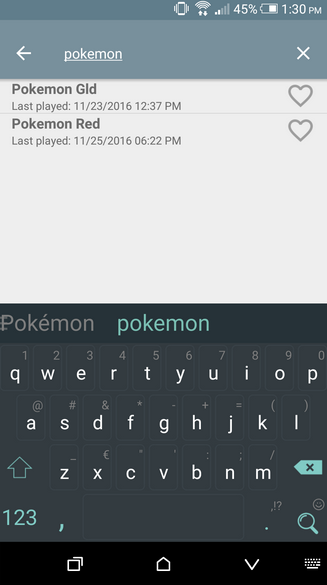 45% 1:30 PM
pokemon
Pokemon Gld
Last played: 11/23/2016 12:37 PM
Pokemon Red
Last played: 11/25/2016 06:22 PM
Pokémon pokemon
1 2 3 4 5 6 7 8 9 0
q w e r t y u i o p
@ # & * - + = ( )
a s d f g h j k l
_ € " ' : ; /
z x c v b n m
,!?
123 , .